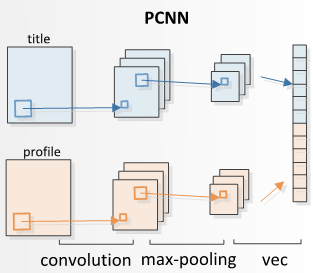 PCNN
title
profile
convolution max-pooling vec